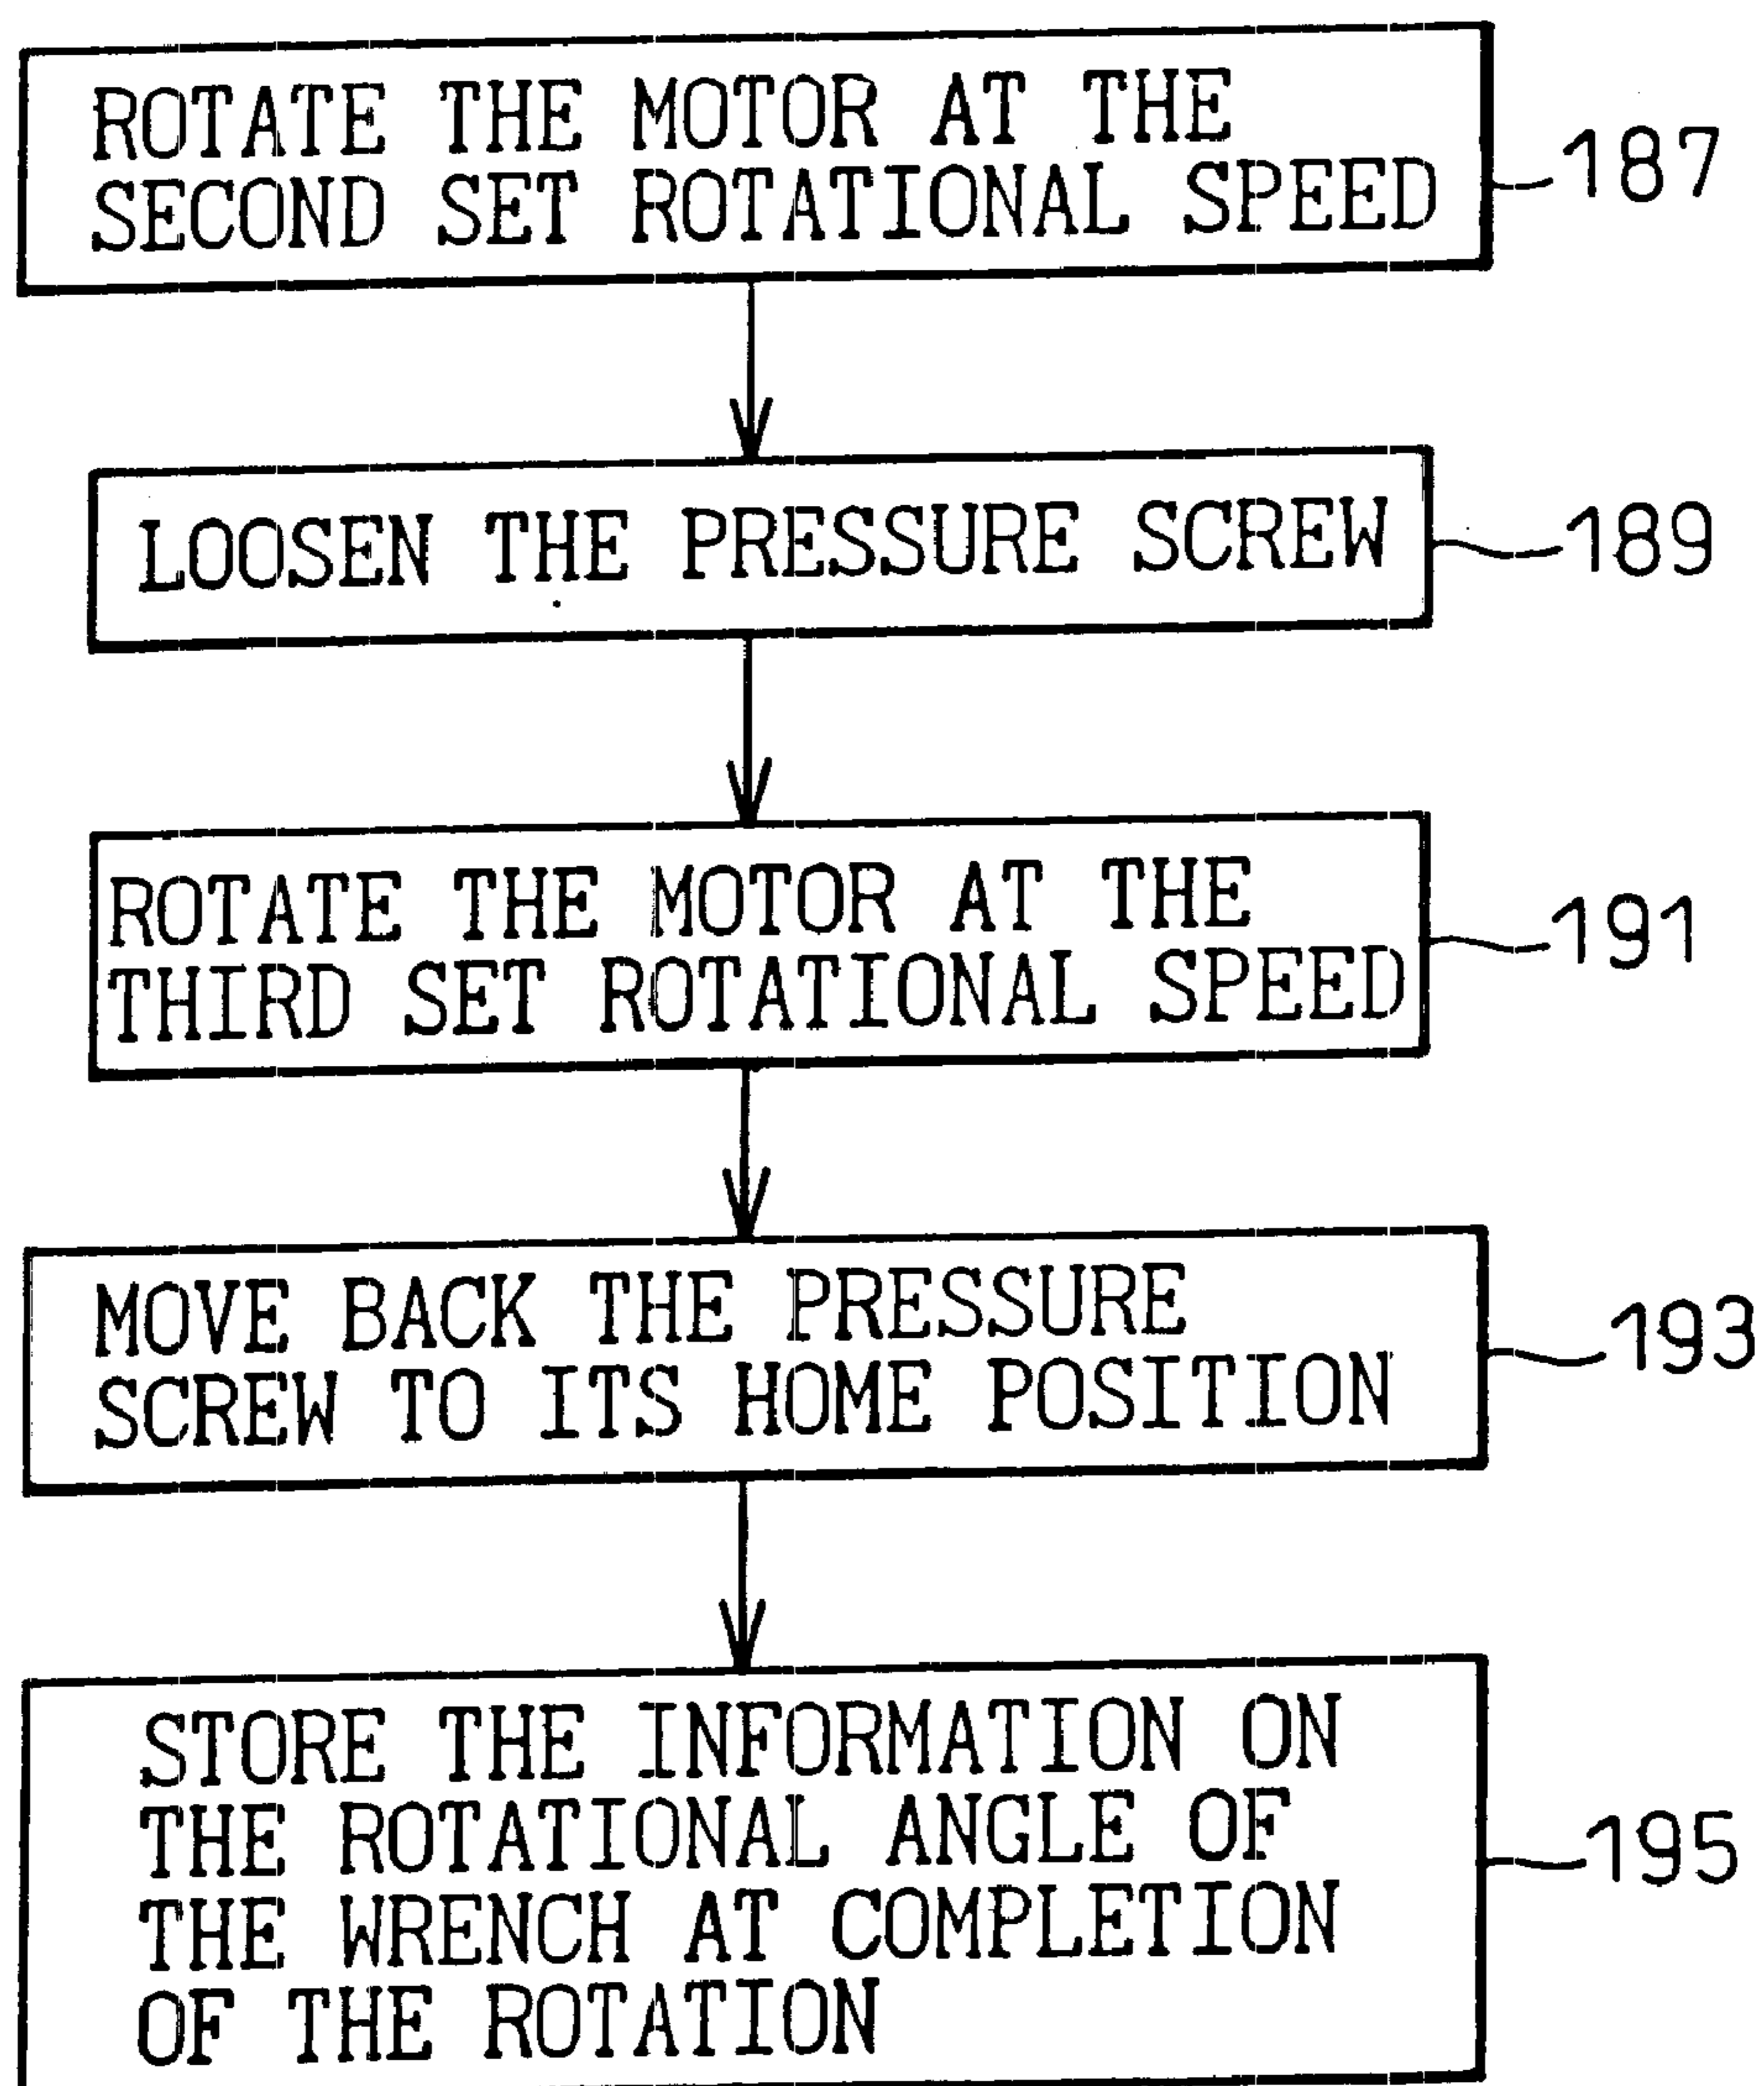 ROTATE THE MOTOR AT THE
SECOND SET ROTATIONAL SPEED
187
LOOSEN THE PRESSURE SCREW
189
ROTATE THE MOTOR AT THE
THIRD SET ROTATIONAL SPEED
191
MOVE BACK THE PRESSURE
SCREW TO ITS HOME POSITION
193
STORE THE INFORMATION ON
THE ROTATIONAL ANGLE OF
THE WRENCH AT COMPLETION
OF THE ROTATION
195